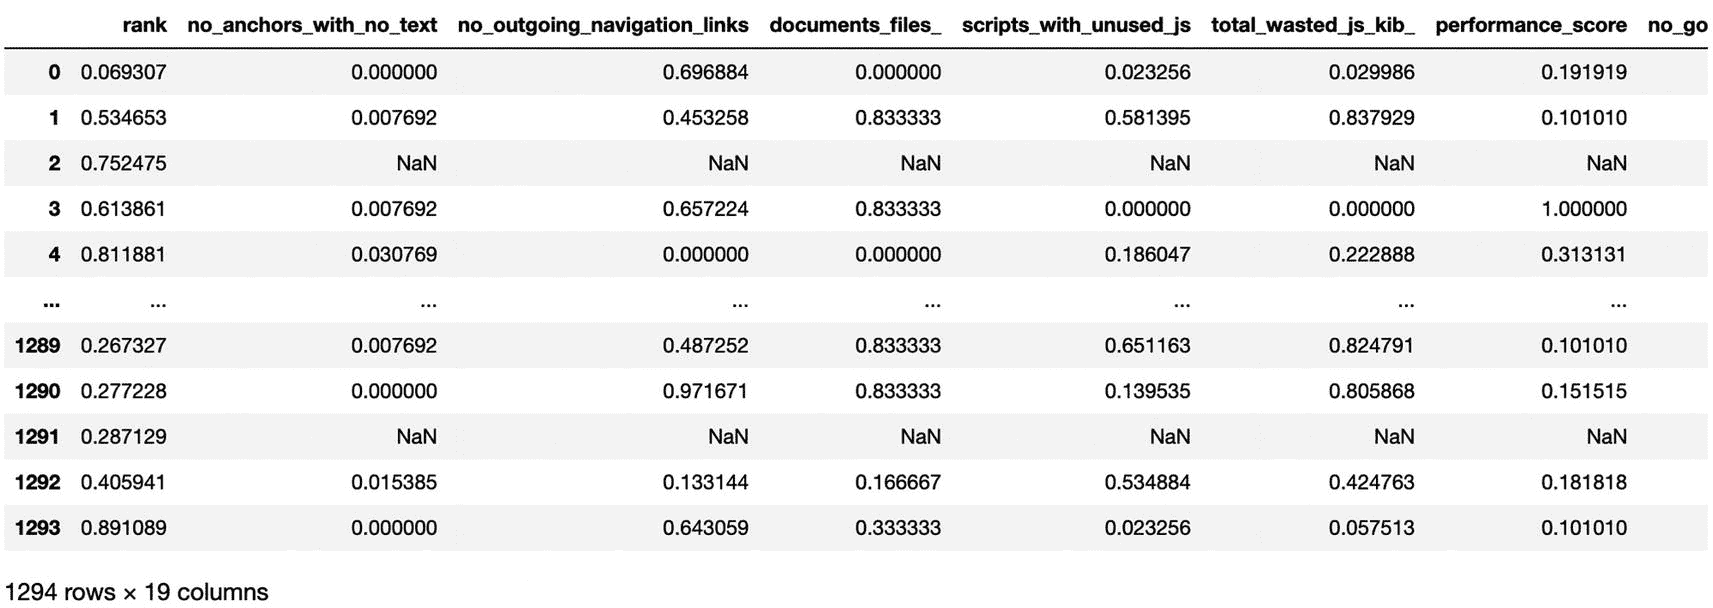 rank no_anchors_with_no_text no_outgoing_navigation_links documents_files_ scripts_with_unused_js total_wasted_js_kib_ performance_score no_go
0 0.069307 0.000000 0.696884 0.000000 0.023256 0.029986 0.191919
1 0.534653 0.007692 0.453258 0.833333 0.581395 0.837929 0.101010
2 0.752475 NaN NaN NaN NaN NaN NaN
3 0.613861 0.007692 0.657224 0.833333 0.000000 0.000000 1.000000
4 0.811881 0.030769 0.000000 0.000000 0.186047 0.222888 0.313131
... ... ... ... ... ... ... ...
1289 0.267327 0.007692 0.487252 0.833333 0.651163 0.824791 0.101010
1290 0.277228 0.000000 0.971671 0.833333 0.139535 0.805868 0.151515
1291 0.287129 NaN NaN NaN NaN NaN NaN
1292 0.405941 0.015385 0.133144 0.166667 0.534884 0.424763 0.181818
1293 0.891089 0.000000 0.643059 0.333333 0.023256 0.057513 0.101010
1294 rows × 19 columns